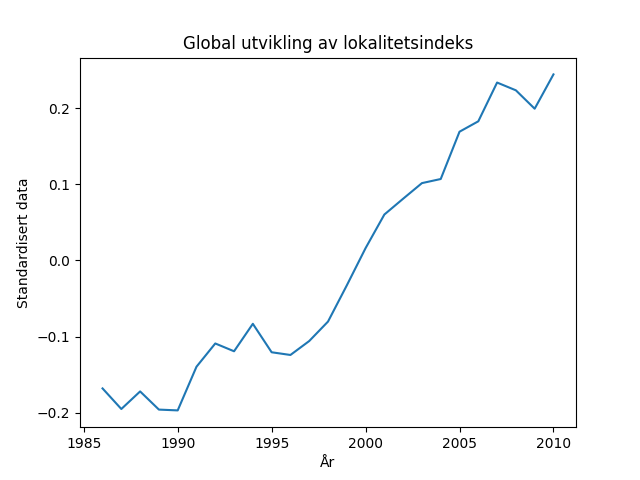 Global utvikling av lokalitetsindeks
Standardisert data
0.2
0.1
0.0
−0.1
−0.2
1985 1990 1995 2000 2005 2010
År